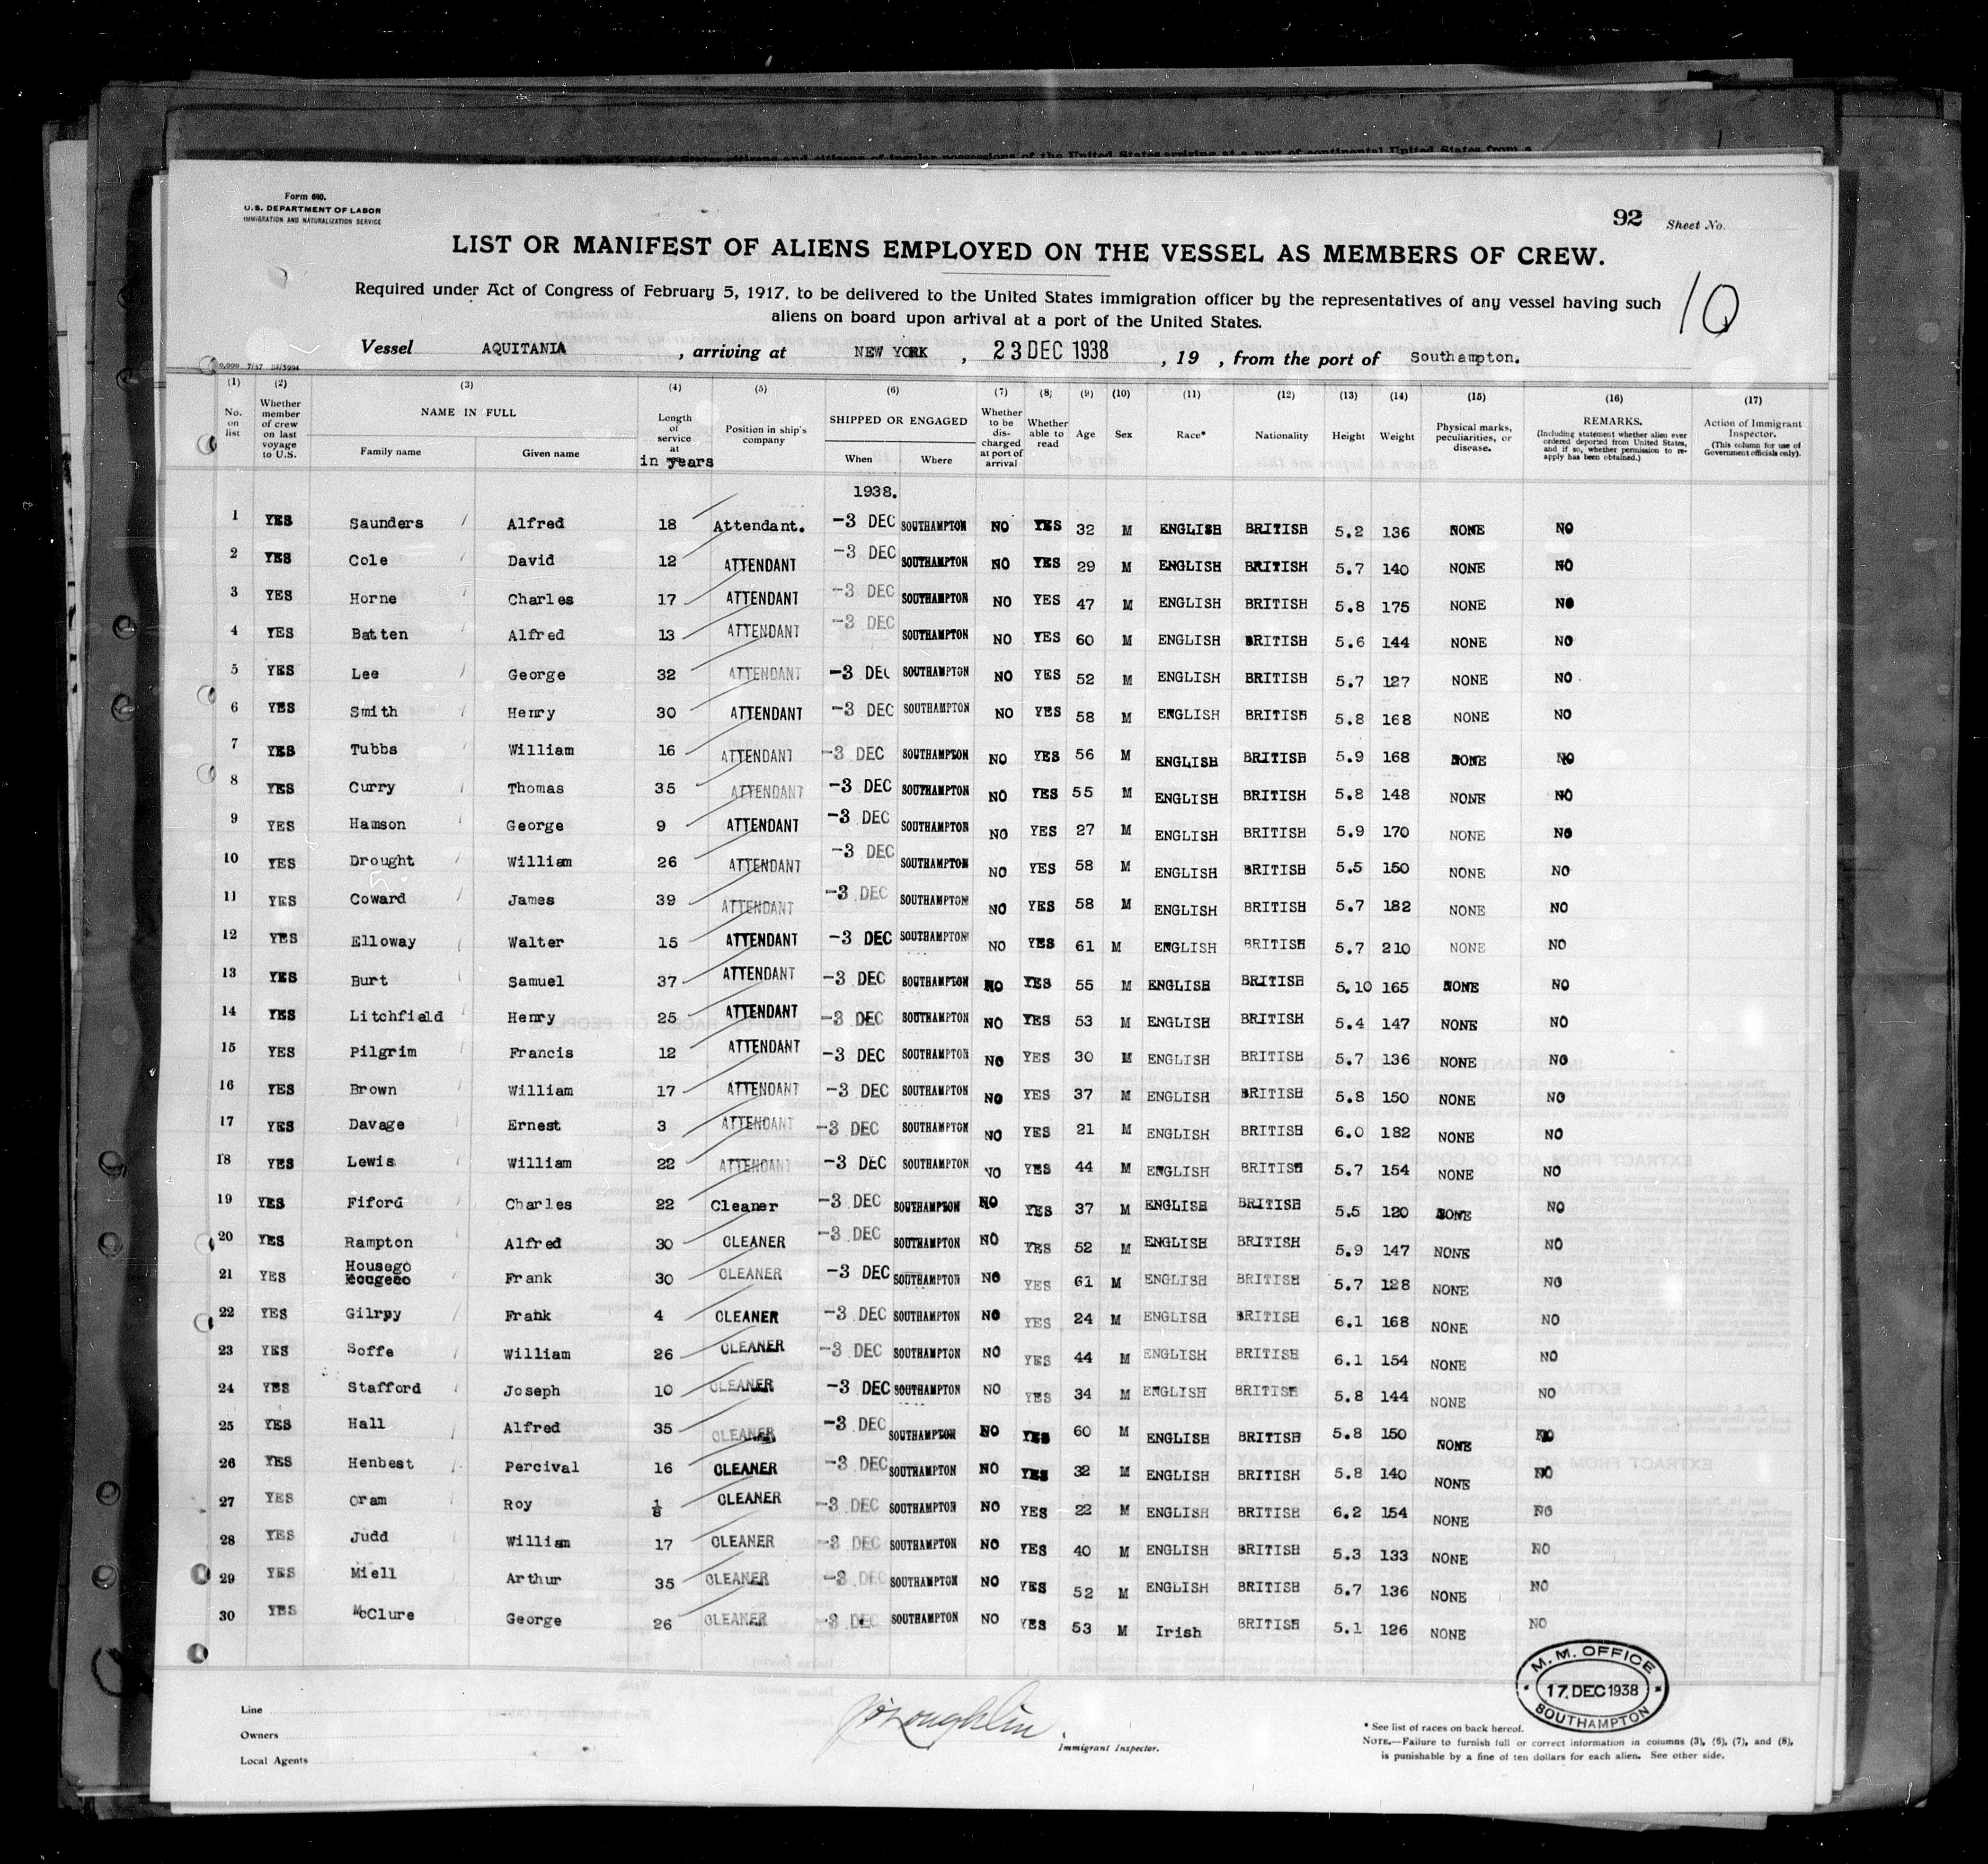 Form 680.
U.S. DEPARTMENT OF LABOR
IMMIGRATION AND NATURALIZATION SERVICE
92 Sheet No.
LIST OR MANIFEST OF ALIENS EMPLOYED ON THE VESSEL AS MEMBERS OF CREW.
10
Required under Act of Congress of February 5, 1917, to be delivered to the United States immigration officer by the representatives of any vessel having such
aliens on board upon arrival at a port of the United States.
Vessel AQUITANIA , arriving at NEW YORK , 23 DEC 1938 , 19 , from the port of Southampton.
(1) (2) (3) (4) (5) (6) (7) (8) (9) (10) (11) (12) (13) (14) (15) (16) (17)
No. on list
Whether member of crew on last voyage to U.S.
NAME IN FULL
Family name Given name
Length of service at
in years
Position in ship's company
SHIPPED OR ENGAGED
When Where
Whether to be discharged at port of arrival
Whether able to read
Age Sex Race* Nationality Height Weight
Physical marks, peculiarities, or disease.
REMARKS.
(Including statement whether alien ever ordered deported from United States, and if so, whether permission to re-apply has been obtained.)
Action of Immigrant Inspector.
(This column for use of Government officials only).
1938.
1 YES Saunders Alfred 18 Attendant. -3 DEC SOUTHAMPTON NO YES 32 M ENGLISH BRITISH 5.2 136 NONE NO
2 YES Cole David 12 ATTENDANT -3 DEC SOUTHAMPTON NO YES 29 M ENGLISH BRITISH 5.7 140 NONE NO
3 YES Horne Charles 17 ATTENDANT -3 DEC SOUTHAMPTON NO YES 47 M ENGLISH BRITISH 5.8 175 NONE NO
4 YES Batten Alfred 13 ATTENDANT -3 DEC SOUTHAMPTON NO YES 60 M ENGLISH BRITISH 5.6 144 NONE NO
5 YES Lee George 32 ATTENDANT -3 DEC SOUTHAMPTON NO YES 52 M ENGLISH BRITISH 5.7 127 NONE NO
6 YES Smith Henry 30 ATTENDANT -3 DEC SOUTHAMPTON NO YES 58 M ENGLISH BRITISH 5.8 168 NONE NO
7 YES Tubbs William 16 ATTENDANT -3 DEC SOUTHAMPTON NO YES 56 M ENGLISH BRITISH 5.9 168 NONE NO
8 YES Curry Thomas 35 ATTENDANT -3 DEC SOUTHAMPTON NO YES 55 M ENGLISH BRITISH 5.8 148 NONE NO
9 YES Hamson George 9 ATTENDANT -3 DEC SOUTHAMPTON NO YES 27 M ENGLISH BRITISH 5.9 170 NONE NO
10 YES Drought William 26 ATTENDANT -3 DEC SOUTHAMPTON NO YES 58 M ENGLISH BRITISH 5.5 150 NONE NO
11 YES Coward James 39 ATTENDANT -3 DEC SOUTHAMPTON NO YES 58 M ENGLISH BRITISH 5.7 182 NONE NO
12 YES Elloway Walter 15 ATTENDANT -3 DEC SOUTHAMPTON NO YES 61 M ENGLISH BRITISH 5.7 210 NONE NO
13 YES Burt Samuel 37 ATTENDANT -3 DEC SOUTHAMPTON NO YES 55 M ENGLISH BRITISH 5.10 165 NONE NO
14 YES Litchfield Henry 25 ATTENDANT -3 DEC SOUTHAMPTON NO YES 53 M ENGLISH BRITISH 5.4 147 NONE NO
15 YES Pilgrim Francis 12 ATTENDANT -3 DEC SOUTHAMPTON NO YES 30 M ENGLISH BRITISH 5.7 136 NONE NO
16 YES Brown William 17 ATTENDANT -3 DEC SOUTHAMPTON NO YES 37 M ENGLISH BRITISH 5.8 150 NONE NO
17 YES Davage Ernest 3 ATTENDANT -3 DEC SOUTHAMPTON NO YES 21 M ENGLISH BRITISH 6.0 182 NONE NO
18 YES Lewis William 22 ATTENDANT -3 DEC SOUTHAMPTON NO YES 44 M ENGLISH BRITISH 5.7 154 NONE NO
19 YES Fiford Charles 22 Cleaner -3 DEC SOUTHAMPTON NO YES 37 M ENGLISH BRITISH 5.5 120 NONE NO
20 YES Rampton Alfred 30 CLEANER -3 DEC SOUTHAMPTON NO YES 52 M ENGLISH BRITISH 5.9 147 NONE NO
21 YES Housego Frank 30 CLEANER -3 DEC SOUTHAMPTON NO YES 61 M ENGLISH BRITISH 5.7 128 NONE NO
22 YES Gilrpy Frank 4 CLEANER -3 DEC SOUTHAMPTON NO YES 24 M ENGLISH BRITISH 6.1 168 NONE NO
23 YES Soffe William 26 CLEANER -3 DEC SOUTHAMPTON NO YES 44 M ENGLISH BRITISH 6.1 154 NONE NO
24 YES Stafford Joseph 10 CLEANER -3 DEC SOUTHAMPTON NO YES 34 M ENGLISH BRITISH 5.8 144 NONE NO
25 YES Hall Alfred 35 CLEANER -3 DEC SOUTHAMPTON NO YES 60 M ENGLISH BRITISH 5.8 150 NONE NO
26 YES Henbest Percival 16 CLEANER -3 DEC SOUTHAMPTON NO YES 32 M ENGLISH BRITISH 5.8 140 NONE NO
27 YES Oram Roy 1/8 CLEANER -3 DEC SOUTHAMPTON NO YES 22 M ENGLISH BRITISH 6.2 154 NONE NO
28 YES Judd William 17 CLEANER -3 DEC SOUTHAMPTON NO YES 40 M ENGLISH BRITISH 5.3 133 NONE NO
29 YES Miell Arthur 35 CLEANER -3 DEC SOUTHAMPTON NO YES 52 M ENGLISH BRITISH 5.7 136 NONE NO
30 YES McClure George 26 CLEANER -3 DEC SOUTHAMPTON NO YES 53 M Irish BRITISH 5.1 126 NONE NO
M. M. OFFICE
17. DEC 1938
SOUTHAMPTON
Line
Owners
Local Agents
Immigrant Inspector.
* See list of races on back hereof.
NOTE.—Failure to furnish full or correct information in columns (3), (6), (7), and (8),
is punishable by a fine of ten dollars for each alien. See other side.